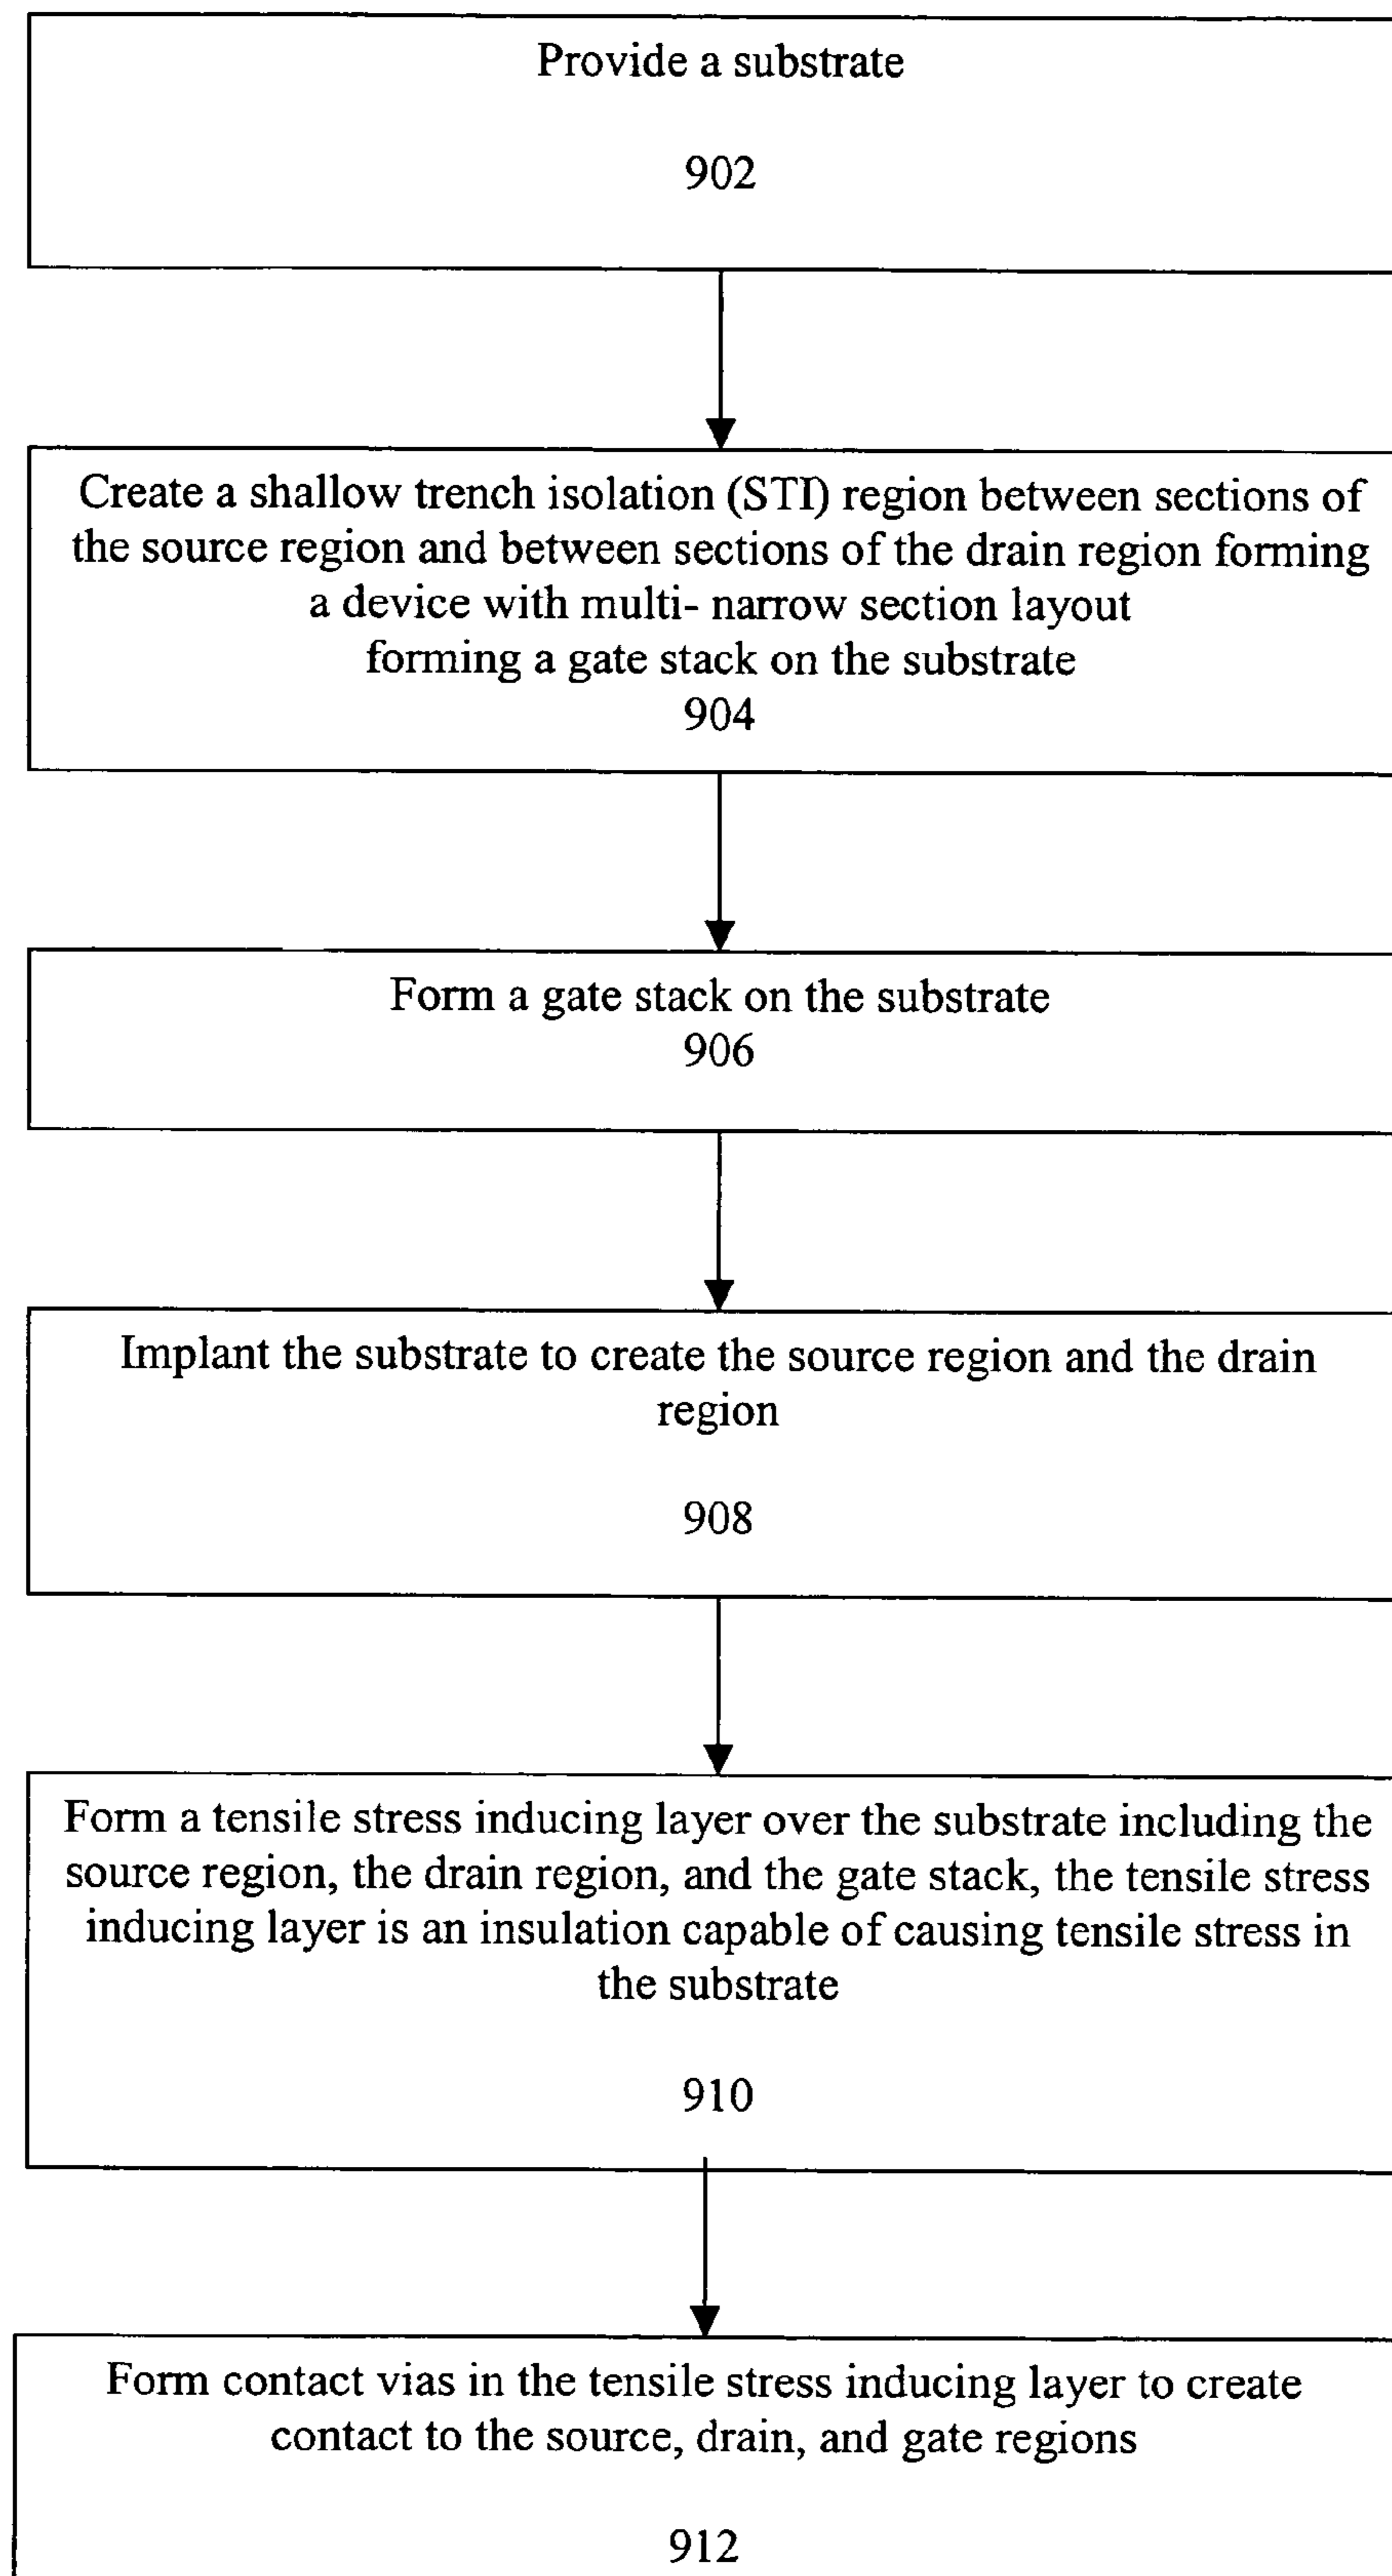 Provide a substrate
902
Create a shallow trench isolation (STI) region between sections of
the source region and between sections of the drain region forming
a device with multi- narrow section layout
forming a gate stack on the substrate
904
Form a gate stack on the substrate
906
Implant the substrate to create the source region and the drain
region
908
Form a tensile stress inducing layer over the substrate including the
source region, the drain region, and the gate stack, the tensile stress
inducing layer is an insulation capable of causing tensile stress in
the substrate
910
Form contact vias in the tensile stress inducing layer to create
contact to the source, drain, and gate regions
912